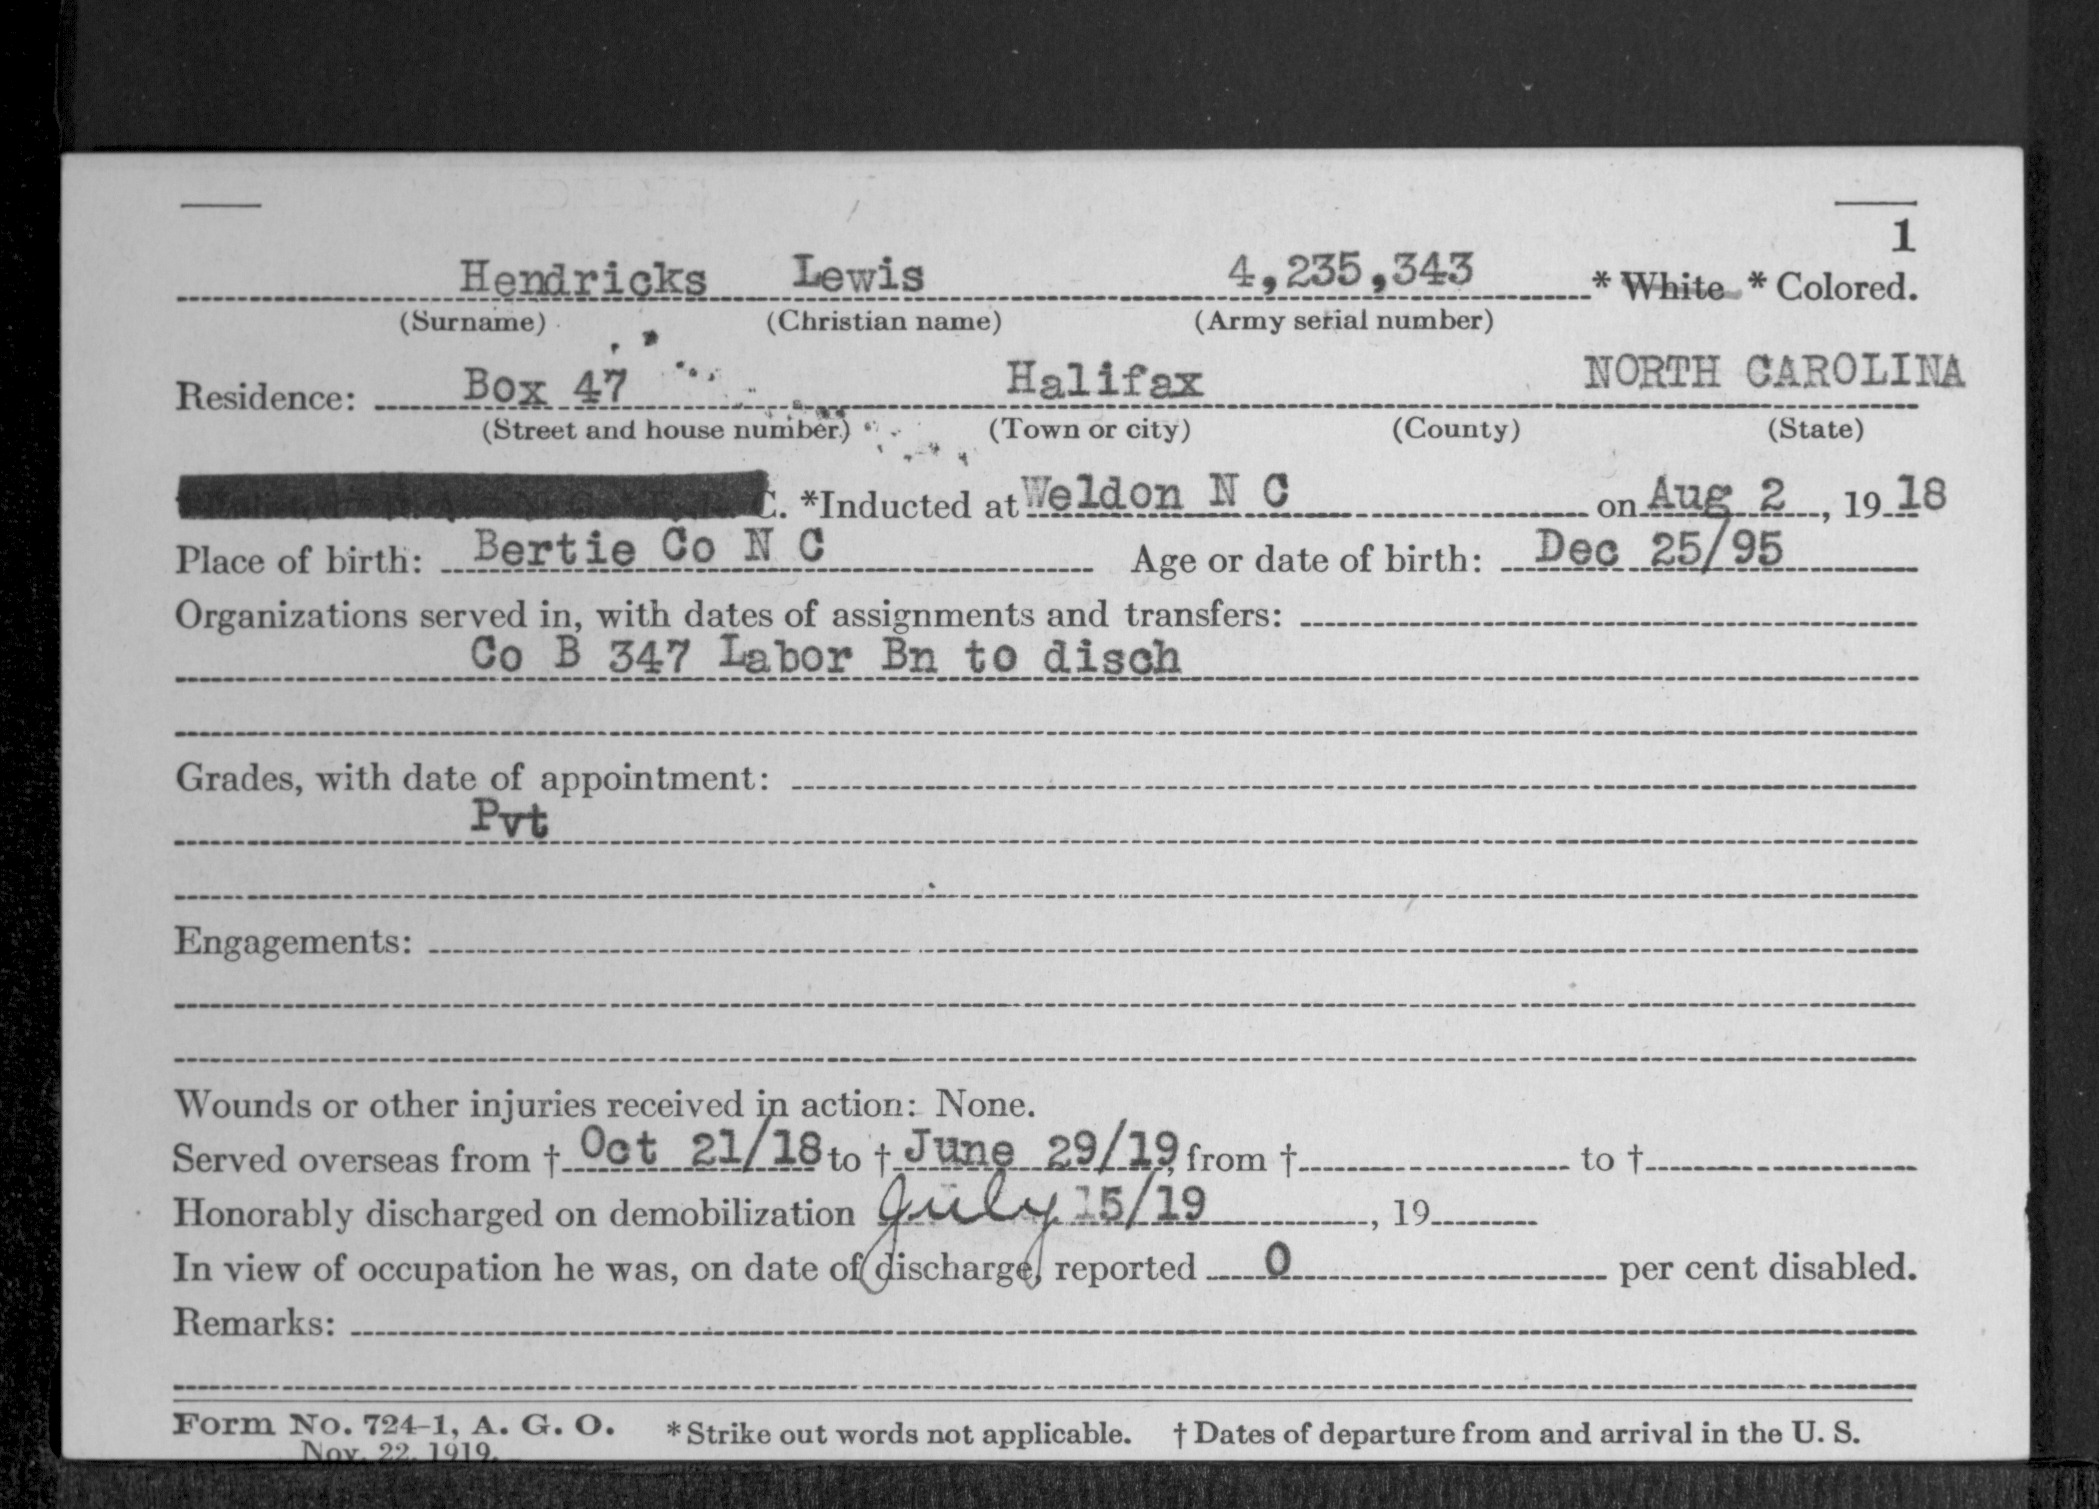 1
Hendricks Lewis 4,235,343 * White * Colored.
(Surname) (Christian name) (Army serial number)
Residence: Box 47 Halifax NORTH CAROLINA
(Street and house number) (Town or city) (County) (State)
C. *Inducted at Weldon N C on Aug 2, 19 18
Place of birth: Bertie Co N C Age or date of birth: Dec 25/95
Organizations served in, with dates of assignments and transfers:
Co B 347 Labor Bn to disch
Grades, with date of appointment:
Pvt
Engagements:
Wounds or other injuries received in action: None.
Served overseas from † Oct 21/18 to † June 29/19, from † to †
Honorably discharged on demobilization July 15/19, 19
In view of occupation he was, on date of discharge, reported 0 per cent disabled.
Remarks:
Form No. 724-1, A. G. O. * Strike out words not applicable. † Dates of departure from and arrival in the U. S.
Nov. 22, 1919.